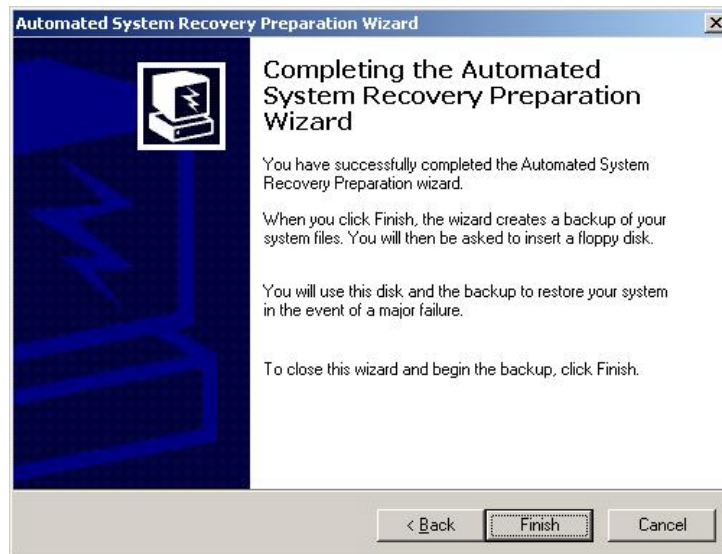 Automated System Recovery Preparation Wizard
Completing the Automated
System Recovery Preparation
Wizard
You have successfully completed the Automated System
Recovery Preparation wizard.
When you click Finish, the wizard creates a backup of your
system files. You will then be asked to insert a floppy disk.
You will use this disk and the backup to restore your system
in the event of a major failure.
To close this wizard and begin the backup, click Finish.
< Back Finish Cancel